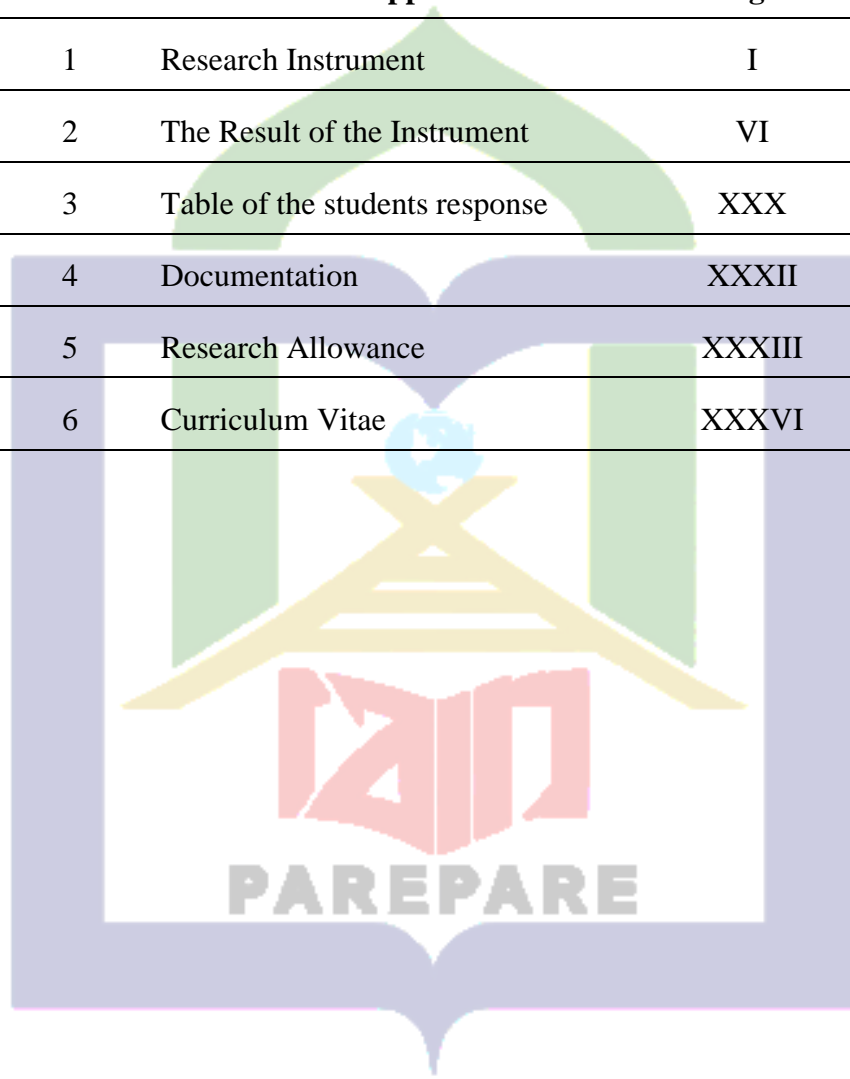 1 Research Instrument I
2 The Result of the Instrument VI
3 Table of the students response XXX
4 Documentation XXXII
5 Research Allowance XXXIII
6 Curriculum Vitae XXXVI
PAREPARE